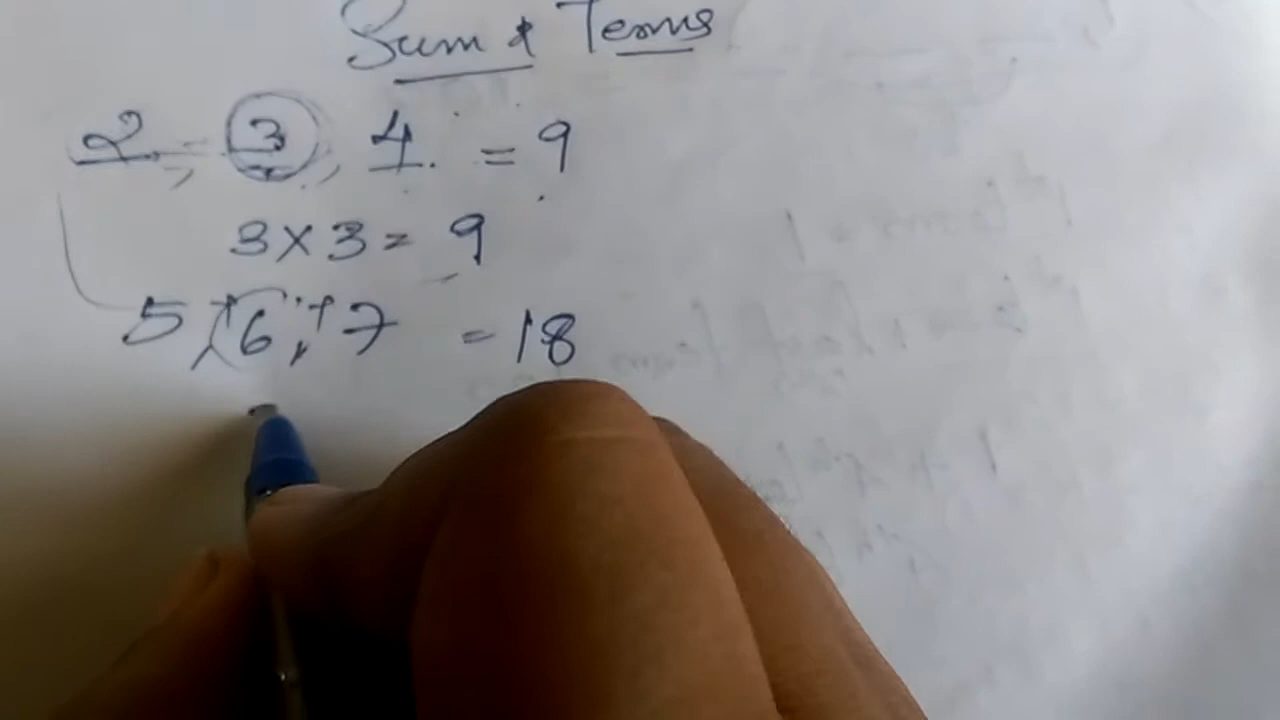 Sum & Terms
2, 3, 4. = 9
3 × 3 = 9
5, + 6, + 7 = 18